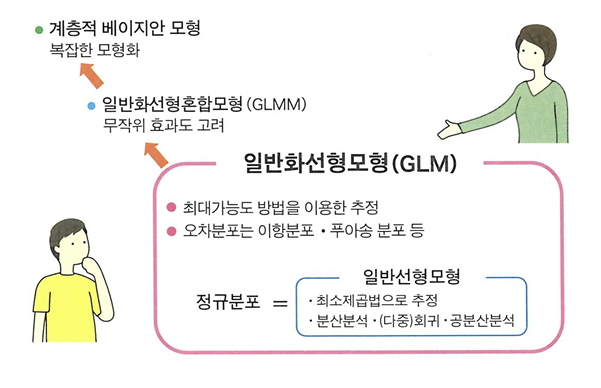 ● 계층적 베이지안 모형
복잡한 모형화
● 일반화선형혼합모형(GLMM)
무작위 효과도 고려
일반화선형모형(GLM)
● 최대가능도 방법을 이용한 추정
● 오차분포는 이항분포 · 푸아송 분포 등
일반선형모형
정규분포 =
· 최소제곱법으로 추정
· 분산분석 · (다중)회귀 · 공분산분석